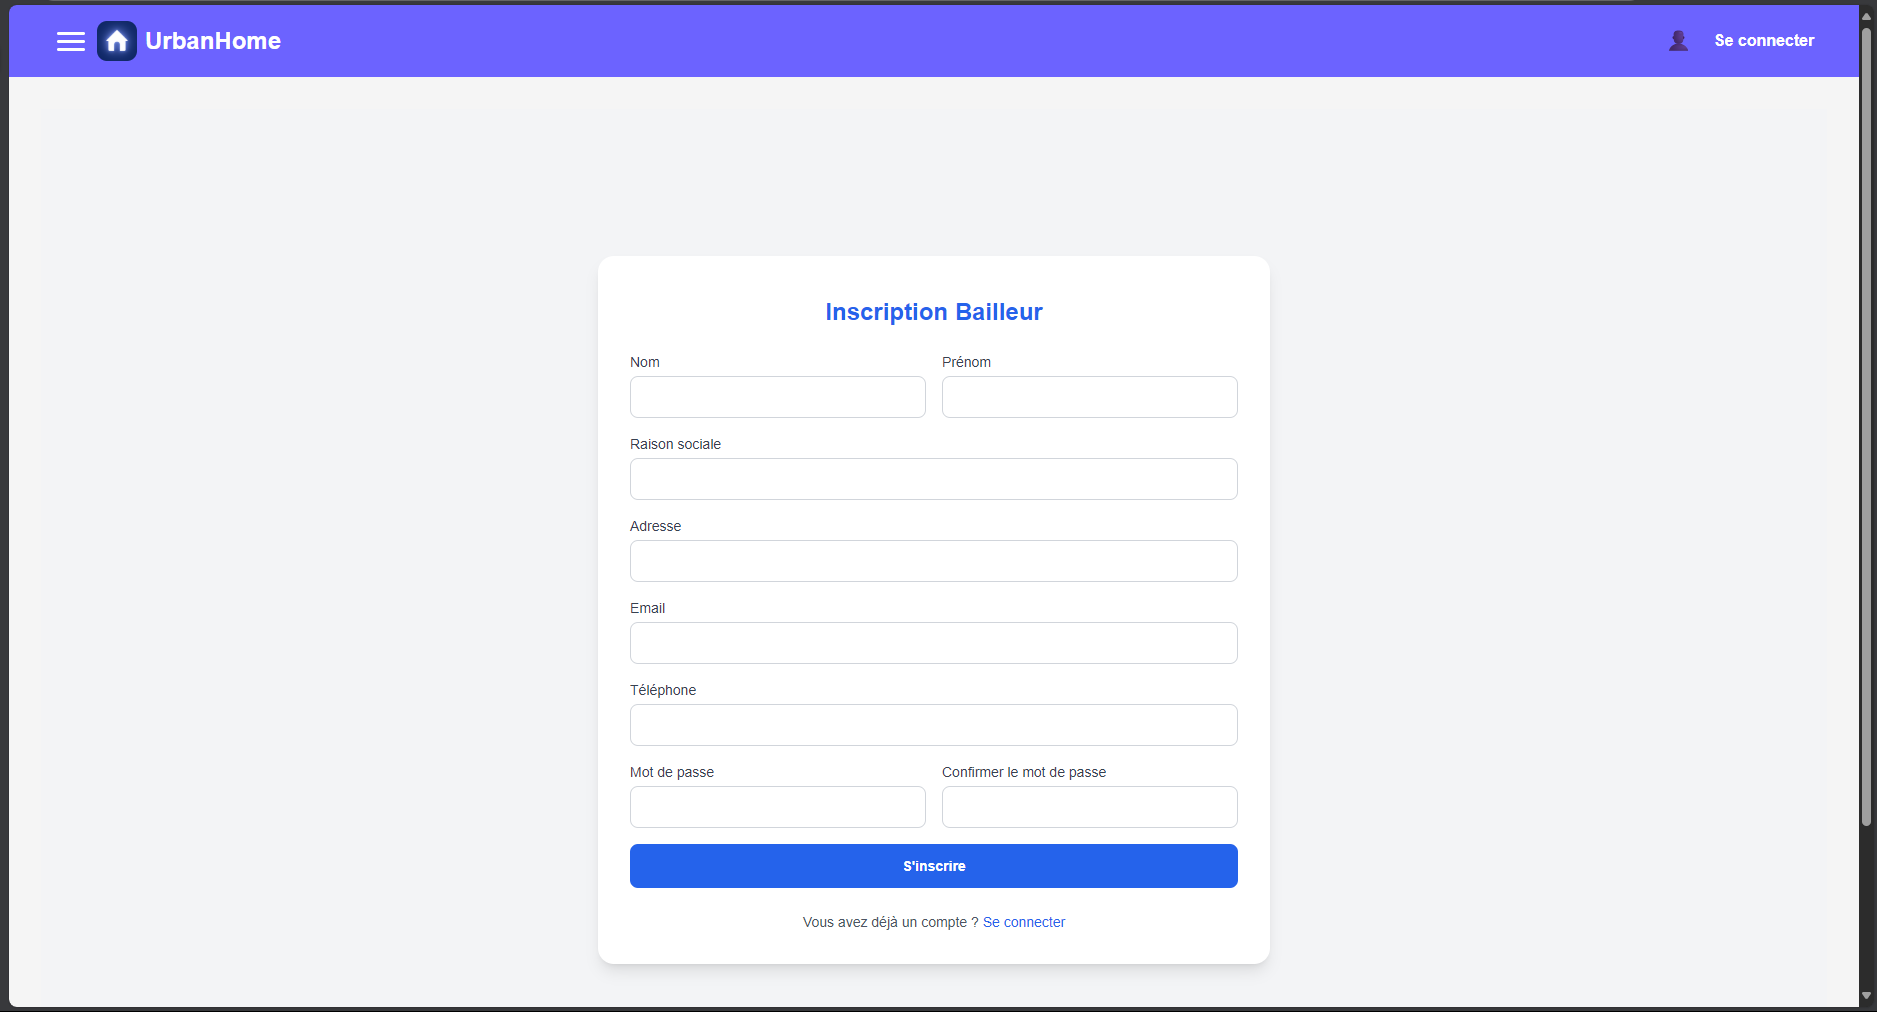 UrbanHome
Se connecter
Inscription Bailleur
Nom
Prénom
Raison sociale
Adresse
Email
Téléphone
Mot de passe
Confirmer le mot de passe
S'inscrire
Vous avez déjà un compte ? Se connecter